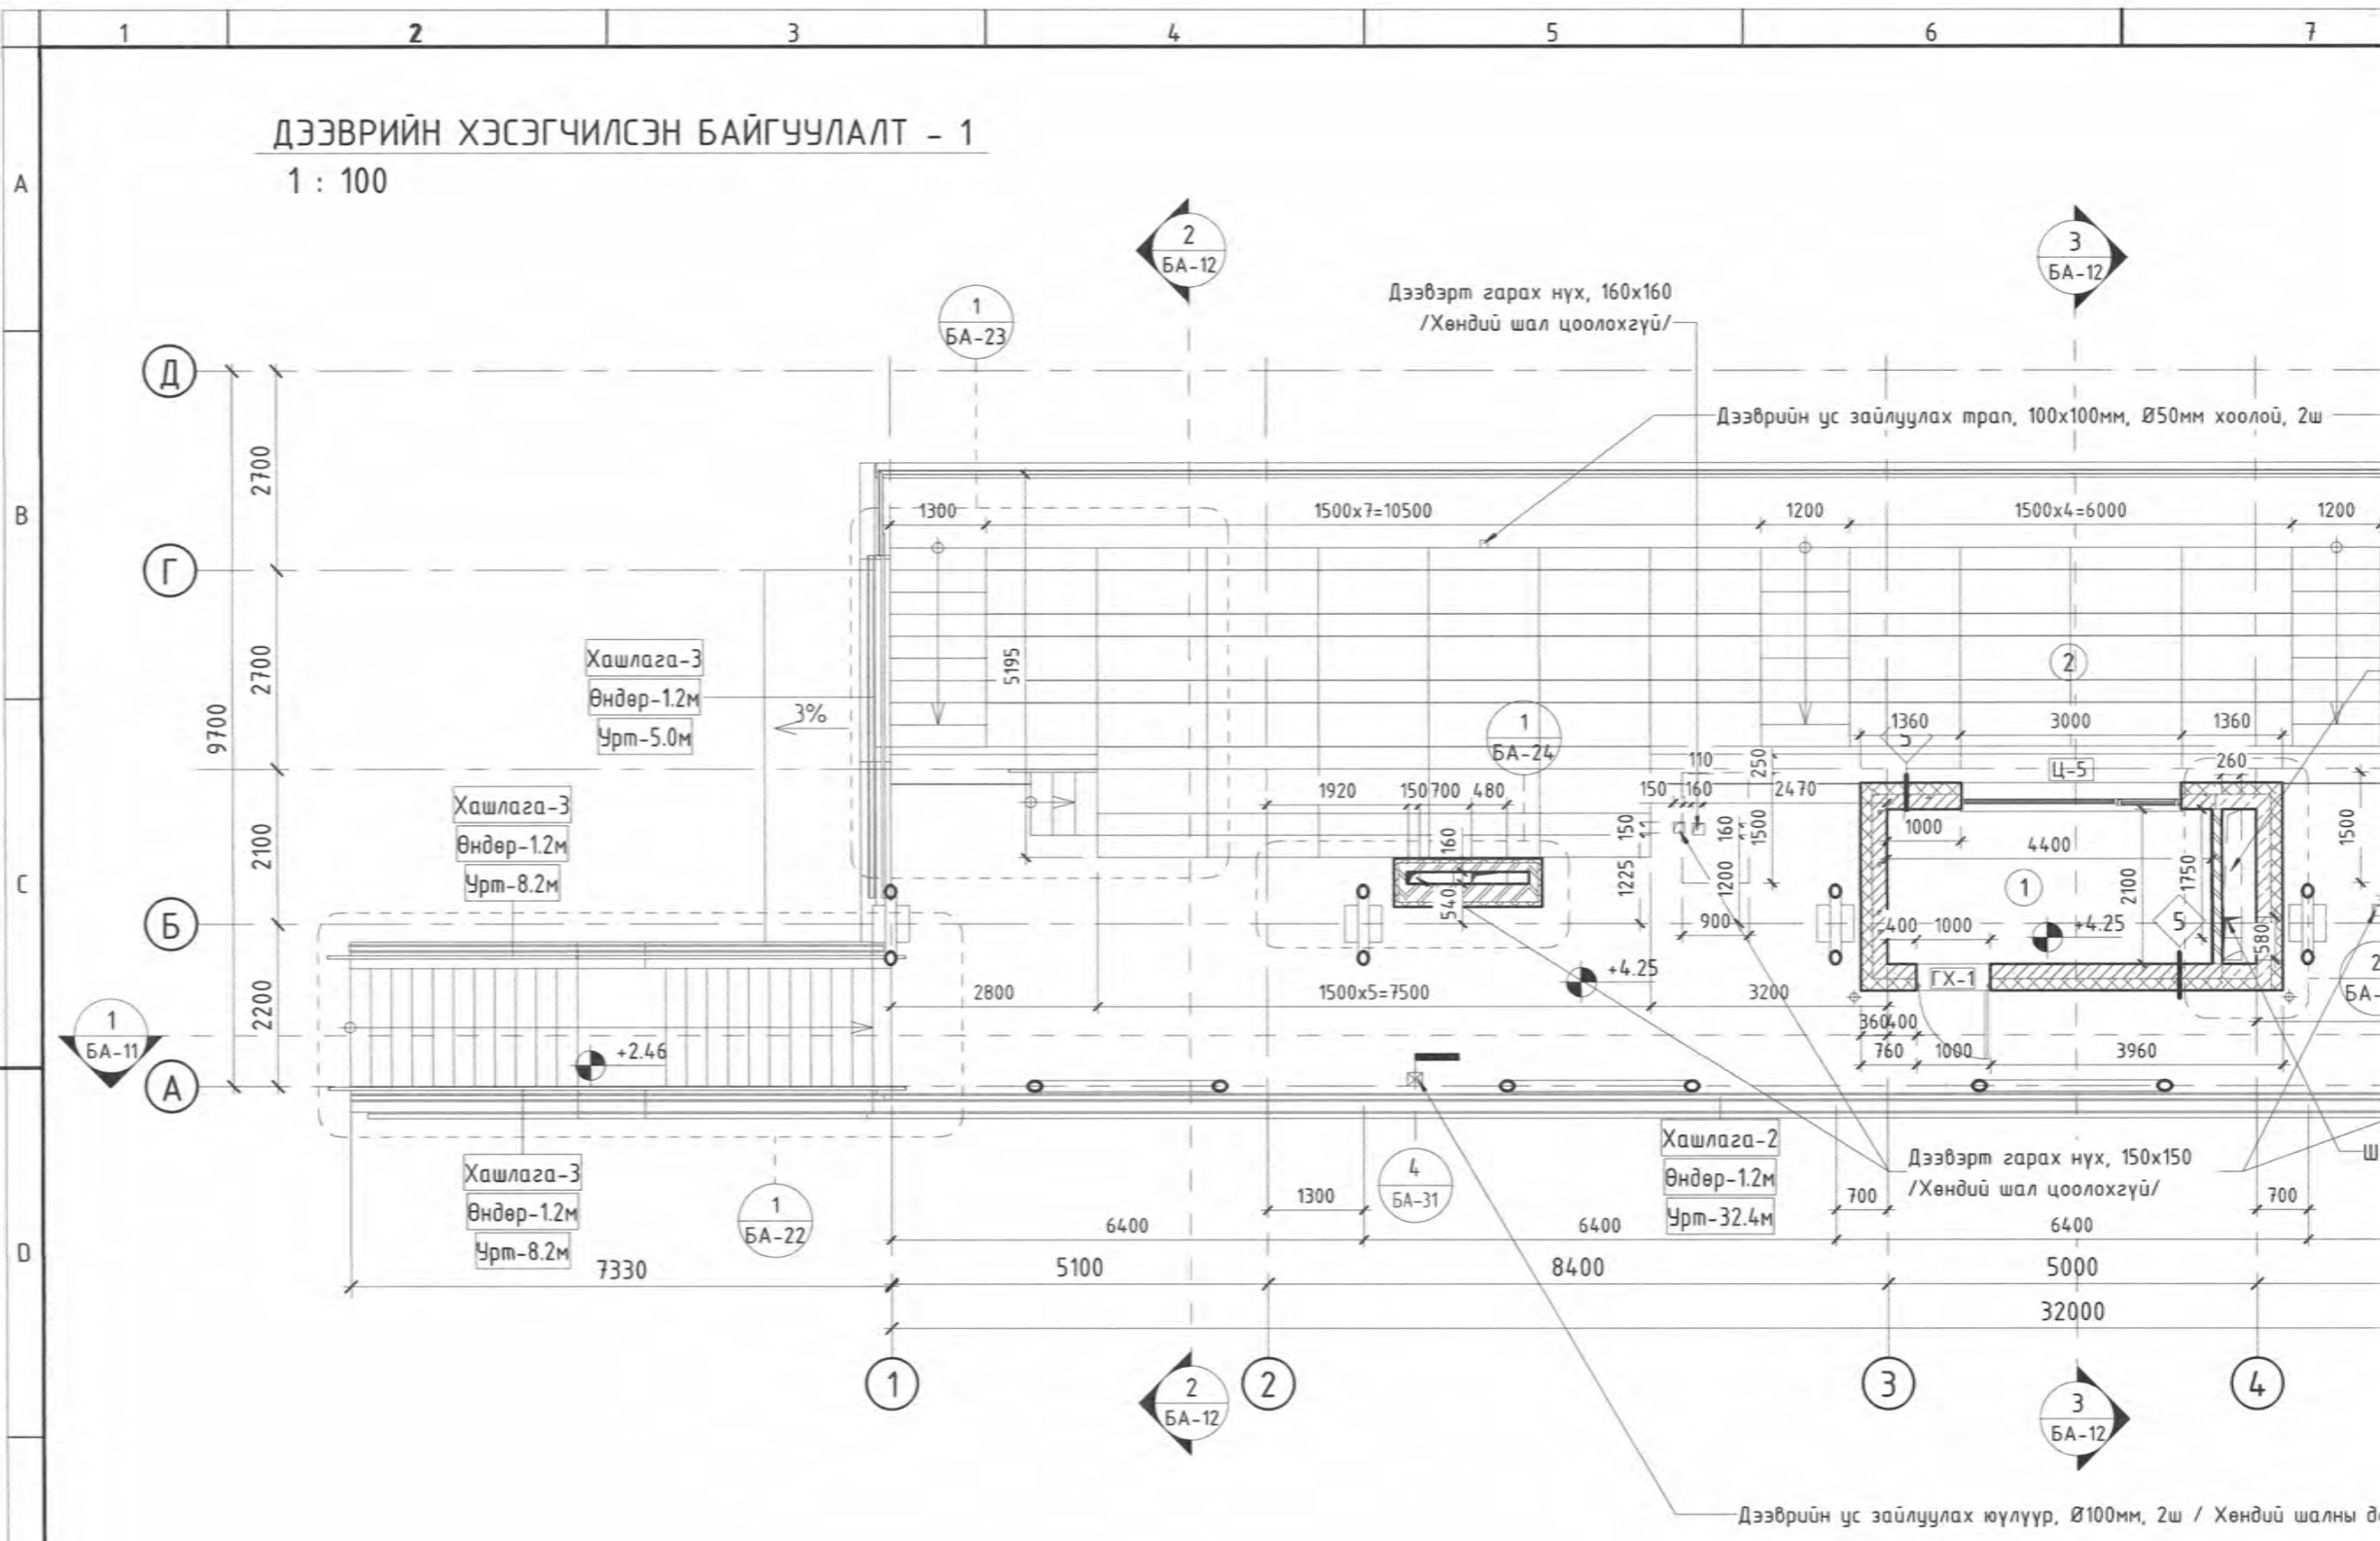 1 2 3 4 5 6 7
A
B
C
D
ДЭЭВРИЙН ХЭСЭГЧИЛСЭН БАЙГУУЛАЛТ - 1
1 : 100
2
БА-12
3
БА-12
1
БА-23
Дээвэрт гарах нүх, 160x160
/Хөндий шал цоолохгүй/
Дээврийн ус зайлуулах трап, 100x100мм, Ø50мм хоолой, 2ш
Д
Г
Б
А
2700
2700
2100
2200
9700
1300
1500x7=10500
1200
1500x4=6000
1200
5195
Хашлага-3
Өндөр-1.2м
Урт-5.0м
3%
Хашлага-3
Өндөр-1.2м
Урт-8.2м
1
БА-24
2
1360
3000
1360
5
Ц-5
260
110
250
1920
150
700
480
150
160
2470
160
540
150
1225
160
1200
1500
900
1000
4400
2100
1750
1
400
1000
+4.25
5
580
1500
ГХ-1
2800
1500x5=7500
+4.25
3200
360
400
760
1000
3960
1
БА-11
+2.46
Хашлага-3
Өндөр-1.2м
Урт-8.2м
1
БА-22
4
БА-31
Хашлага-2
Өндөр-1.2м
Урт-32.4м
Дээвэрт гарах нүх, 150x150
/Хөндий шал цоолохгүй/
1300
700
700
6400
6400
6400
7330
5100
8400
5000
32000
1
2
3
4
2
БА-12
3
БА-12
Дээврийн ус зайлуулах юүлүүр, Ø100мм, 2ш / Хөндий шалны